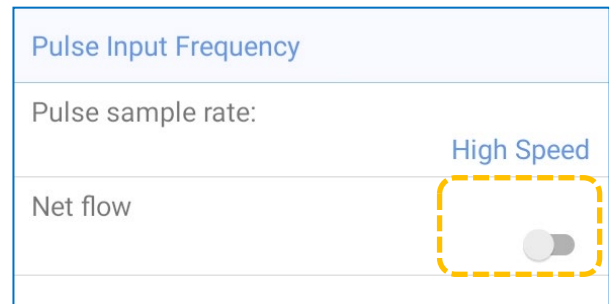 Pulse Input Frequency
Pulse sample rate:
High Speed
Net flow